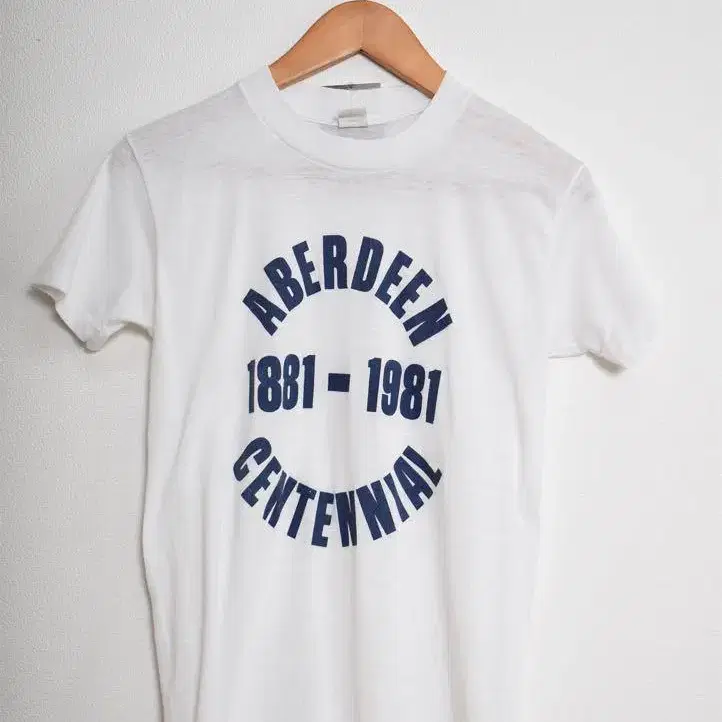 ABERDEEN
1881 - 1981
CENTENNIAL